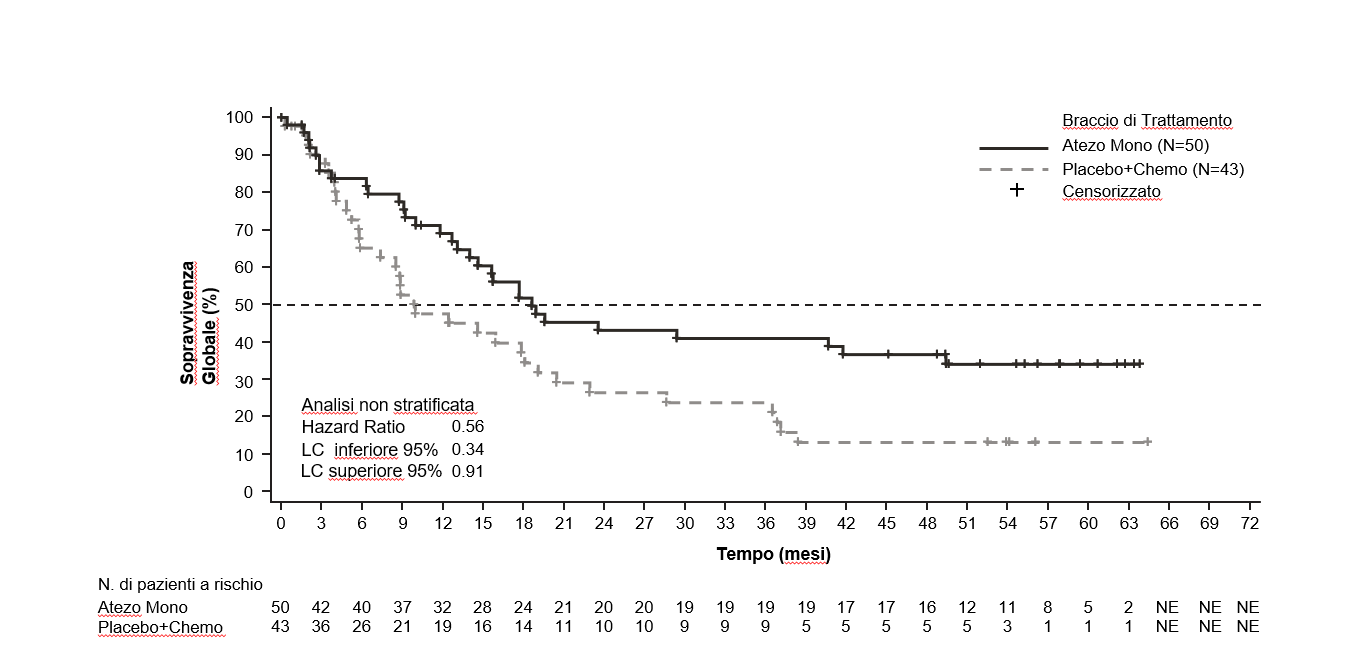 100
90
80
70
60
50
40
30
20
10
0
Sopravvivenza
Globale (%)
Braccio di Trattamento
Atezo Mono (N=50)
Placebo+Chemo (N=43)
Censorizzato
Analisi non stratificata
Hazard Ratio 0.56
LC inferiore 95% 0.34
LC superiore 95% 0.91
0 3 6 9 12 15 18 21 24 27 30 33 36 39 42 45 48 51 54 57 60 63 66 69 72
Tempo (mesi)
N. di pazienti a rischio
Atezo Mono 50 42 40 37 32 28 24 21 20 20 19 19 19 19 17 17 16 12 11 8 5 2 NE NE NE
Placebo+Chemo 43 36 26 21 19 16 14 11 10 10 9 9 9 5 5 5 5 5 3 1 1 1 NE NE NE